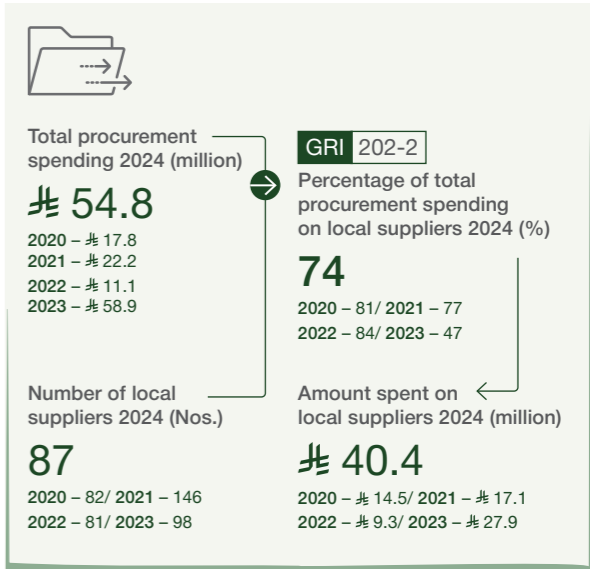 Total procurement
spending 2024 (million)
⃁ 54.8
2020 – ⃁ 17.8
2021 – ⃁ 22.2
2022 – ⃁ 11.1
2023 – ⃁ 58.9
GRI 202-2
Percentage of total
procurement spending
on local suppliers 2024 (%)
74
2020 – 81/ 2021 – 77
2022 – 84/ 2023 – 47
Number of local
suppliers 2024 (Nos.)
87
2020 – 82/ 2021 – 146
2022 – 81/ 2023 – 98
Amount spent on
local suppliers 2024 (million)
⃁ 40.4
2020 – ⃁ 14.5/ 2021 – ⃁ 17.1
2022 – ⃁ 9.3/ 2023 – ⃁ 27.9